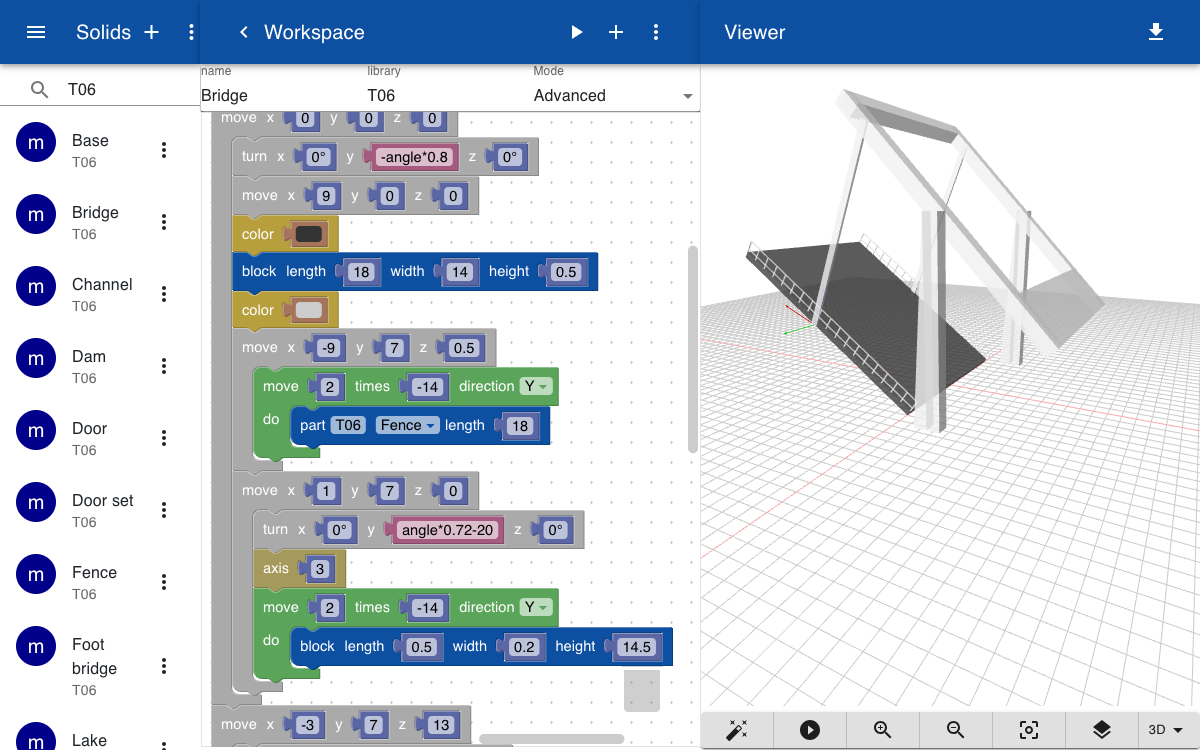 Solids
Workspace
Viewer
T06
name
library
Mode
Bridge
T06
Advanced
m
Base
T06
m
Bridge
T06
m
Channel
T06
m
Dam
T06
m
Door
T06
m
Door set
T06
m
Fence
T06
m
Foot
bridge
T06
m
Lake
move x 0 y 0 z 0
turn x 0° y -angle*0.8 z 0°
move x 9 y 0 z 0
color
block length 18 width 14 height 0.5
color
move x -9 y 7 z 0.5
move 2 times -14 direction Y
do part T06 Fence length 18
move x 1 y 7 z 0
turn x 0° y angle*0.72-20 z 0°
axis 3
move 2 times -14 direction Y
do block length 0.5 width 0.2 height 14.5
move x -3 y 7 z 13
3D